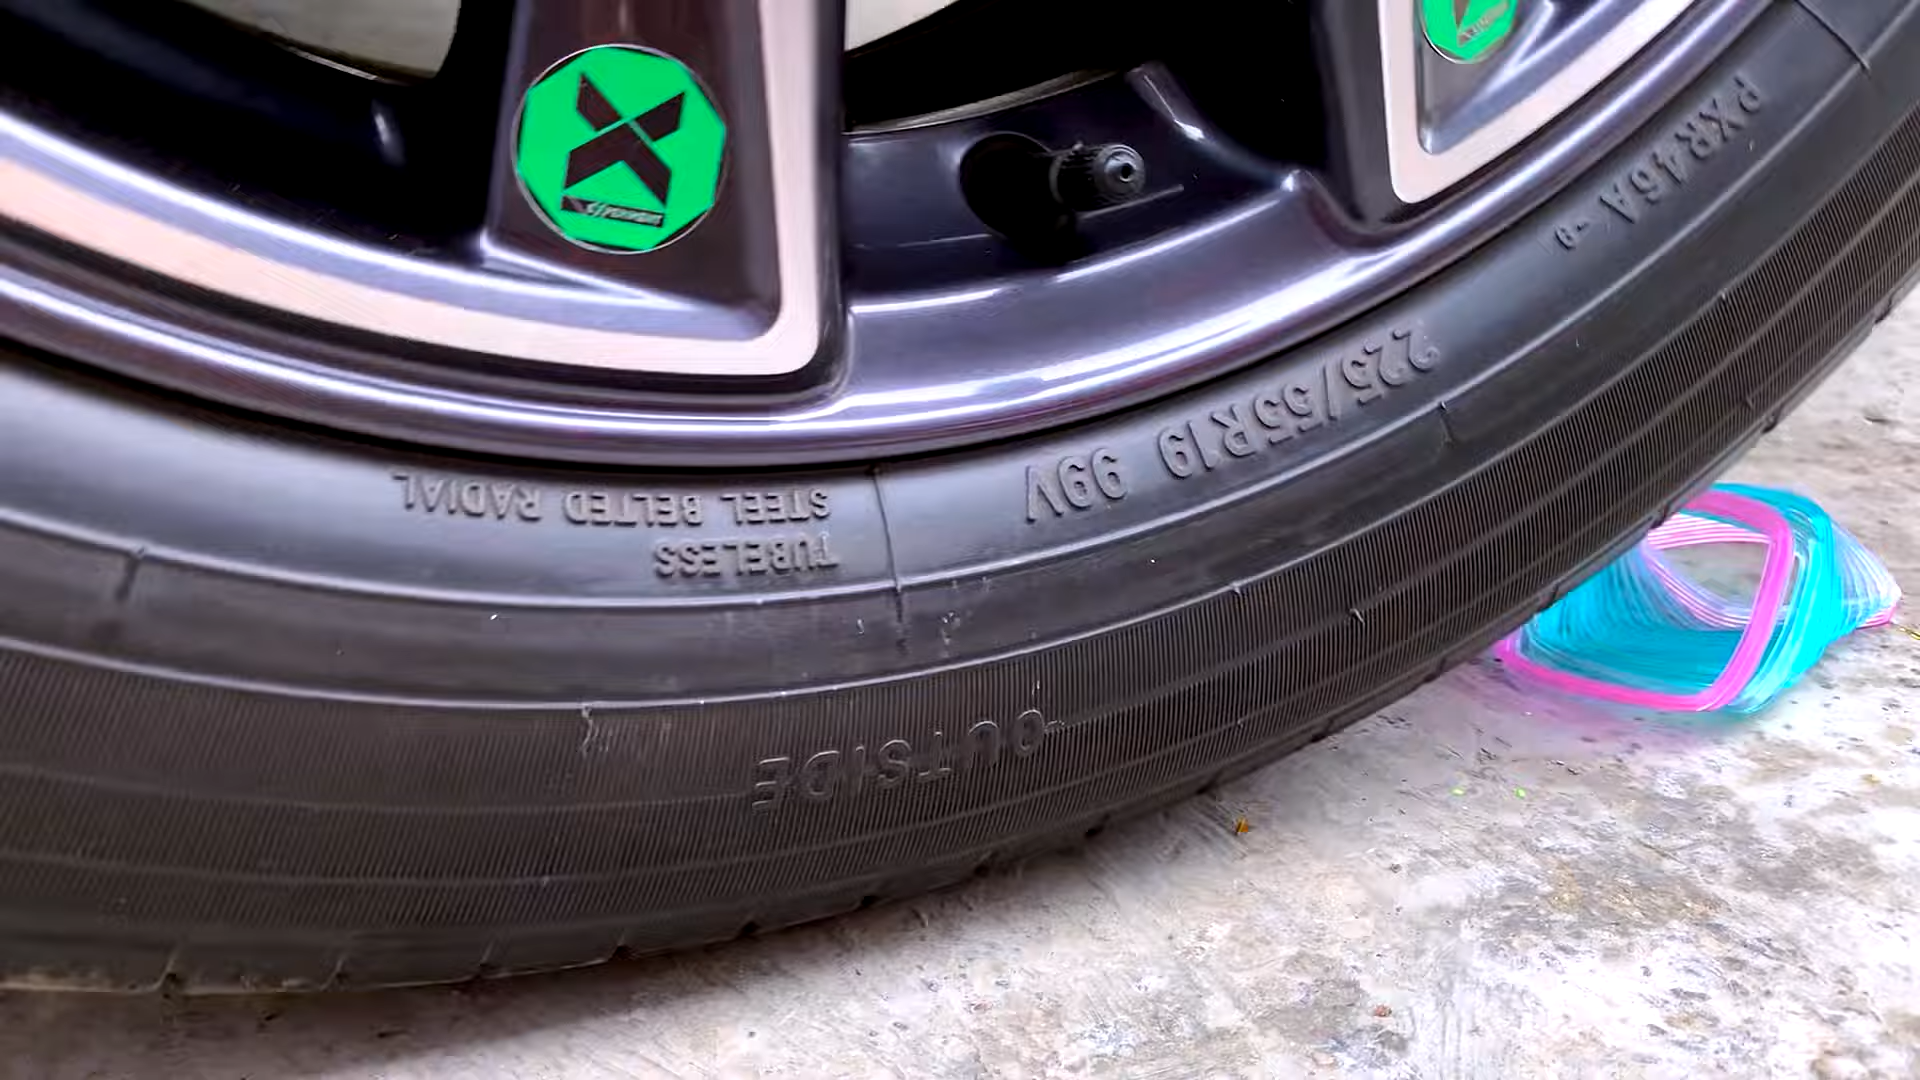 PXR46A
225/55R19 99V
TUBELESS
STEEL BELTED RADIAL
OUTSIDE